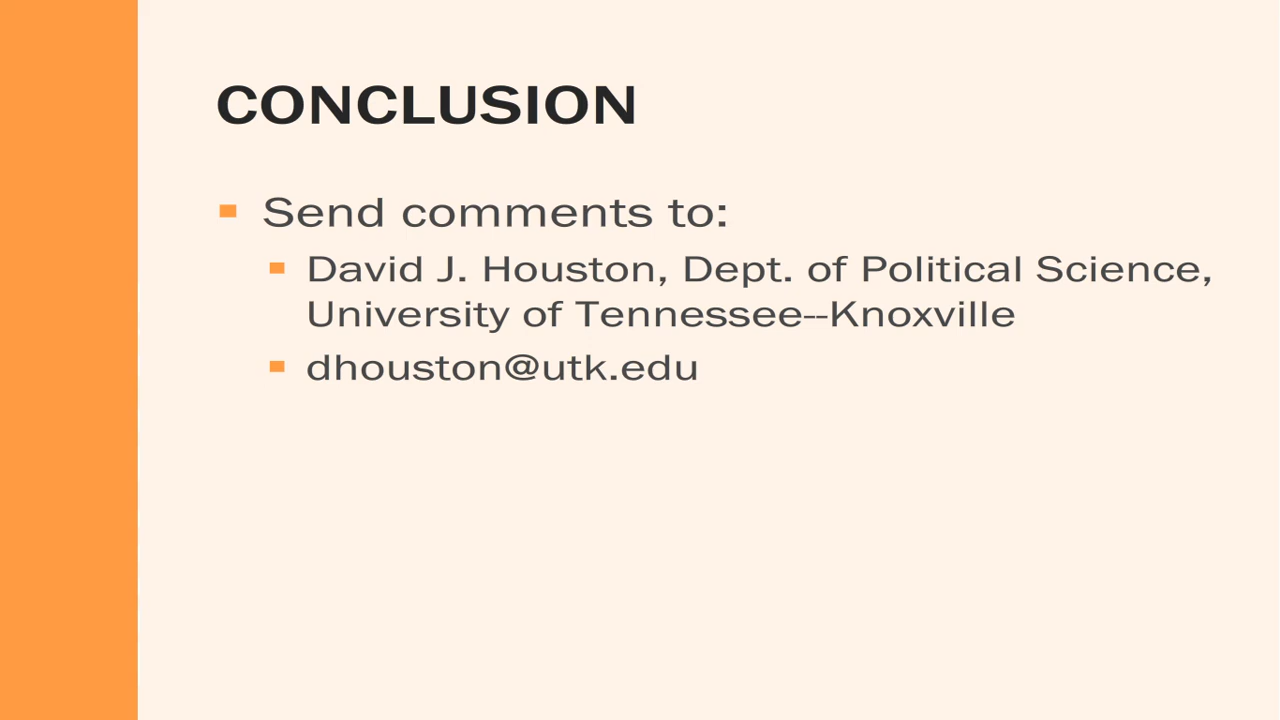 CONCLUSION
Send comments to:
David J. Houston, Dept. of Political Science,
University of Tennessee--Knoxville
dhouston@utk.edu